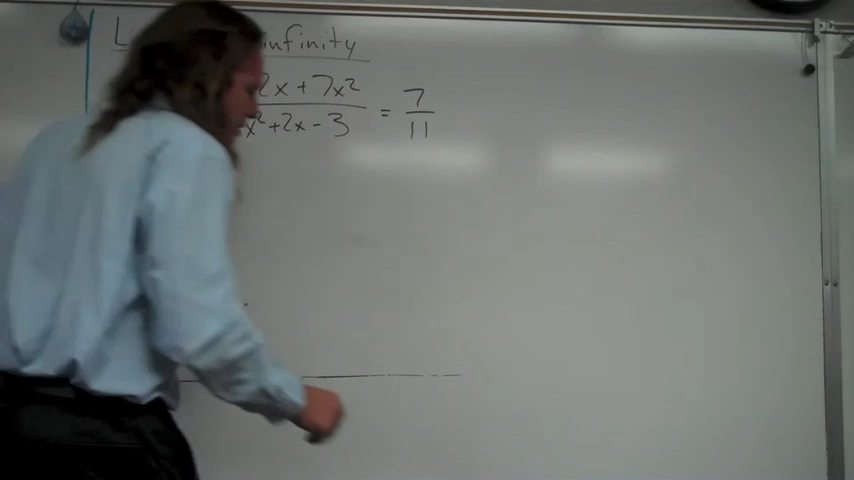 infinity
2x + 7x² / x² + 2x - 3 = 7/11